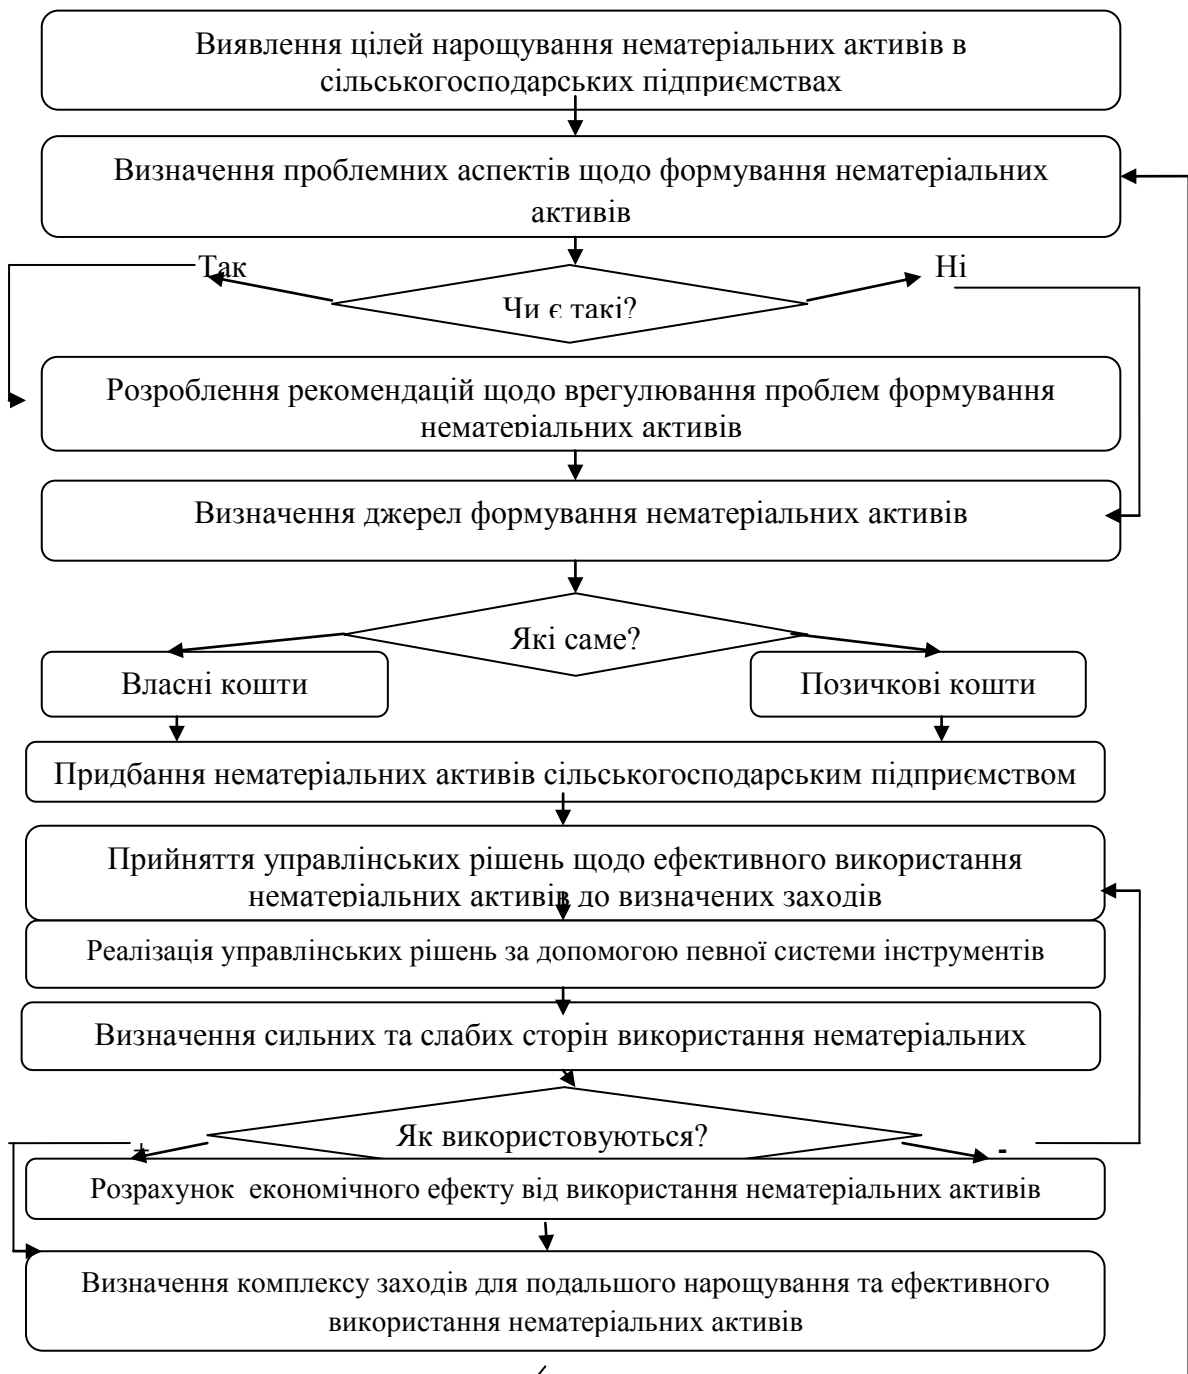 Виявлення цілей нарощування нематеріальних активів в
сільськогосподарських підприємствах
Визначення проблемних аспектів щодо формування нематеріальних
активів
Так
Ні
Чи є такі?
Розроблення рекомендацій щодо врегулювання проблем формування
нематеріальних активів
Визначення джерел формування нематеріальних активів
Які саме?
Власні кошти
Позичкові кошти
Придбання нематеріальних активів сільськогосподарським підприємством
Прийняття управлінських рішень щодо ефективного використання
нематеріальних активів до визначених заходів
Реалізація управлінських рішень за допомогою певної системи інструментів
Визначення сильних та слабих сторін використання нематеріальних
Як використовуються?
+
-
Розрахунок економічного ефекту від використання нематеріальних активів
Визначення комплексу заходів для подальшого нарощування та ефективного
використання нематеріальних активів